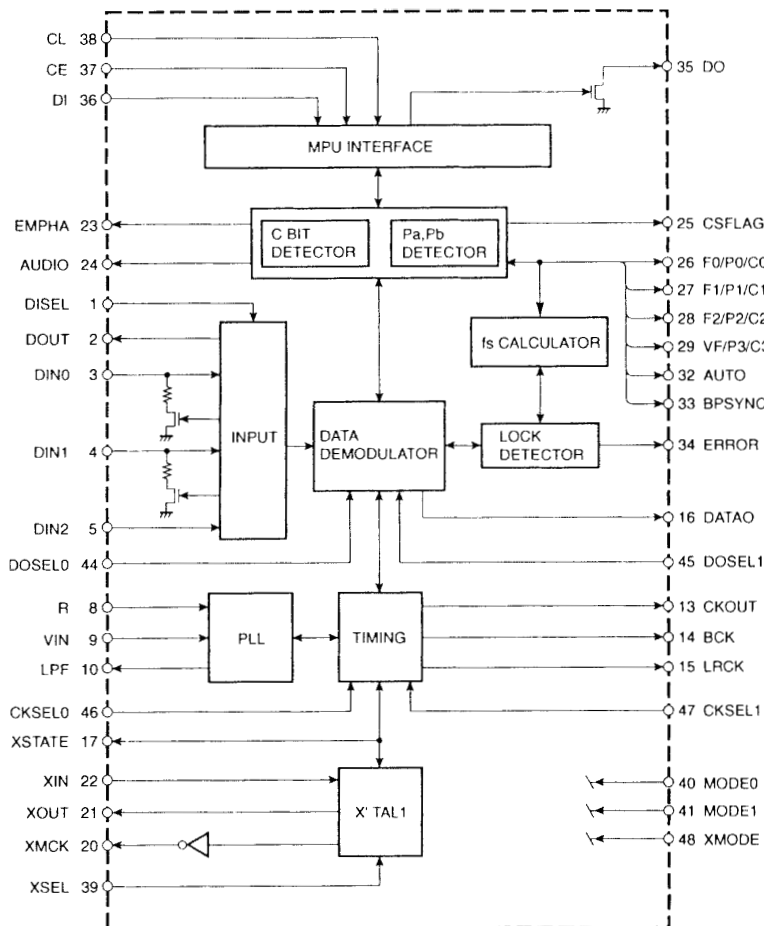 CL 38
CE 37
DI 36
35 DO
MPU INTERFACE
EMPHA 23
AUDIO 24
C BIT
DETECTOR
Pa,Pb
DETECTOR
25 CSFLAG
26 F0/P0/C0
27 F1/P1/C1
28 F2/P2/C2
29 VF/P3/C3
32 AUTO
33 BPSYNC
34 ERROR
DISEL 1
DOUT 2
DIN0 3
DIN1 4
DIN2 5
INPUT
fs CALCULATOR
DATA
DEMODULATOR
LOCK
DETECTOR
16 DATAO
DOSEL0 44
45 DOSEL1
R 8
VIN 9
LPF 10
PLL
TIMING
13 CKOUT
14 BCK
15 LRCK
CKSEL0 46
47 CKSEL1
XSTATE 17
XIN 22
XOUT 21
XMCK 20
XSEL 39
X' TAL1
40 MODE0
41 MODE1
48 XMODE